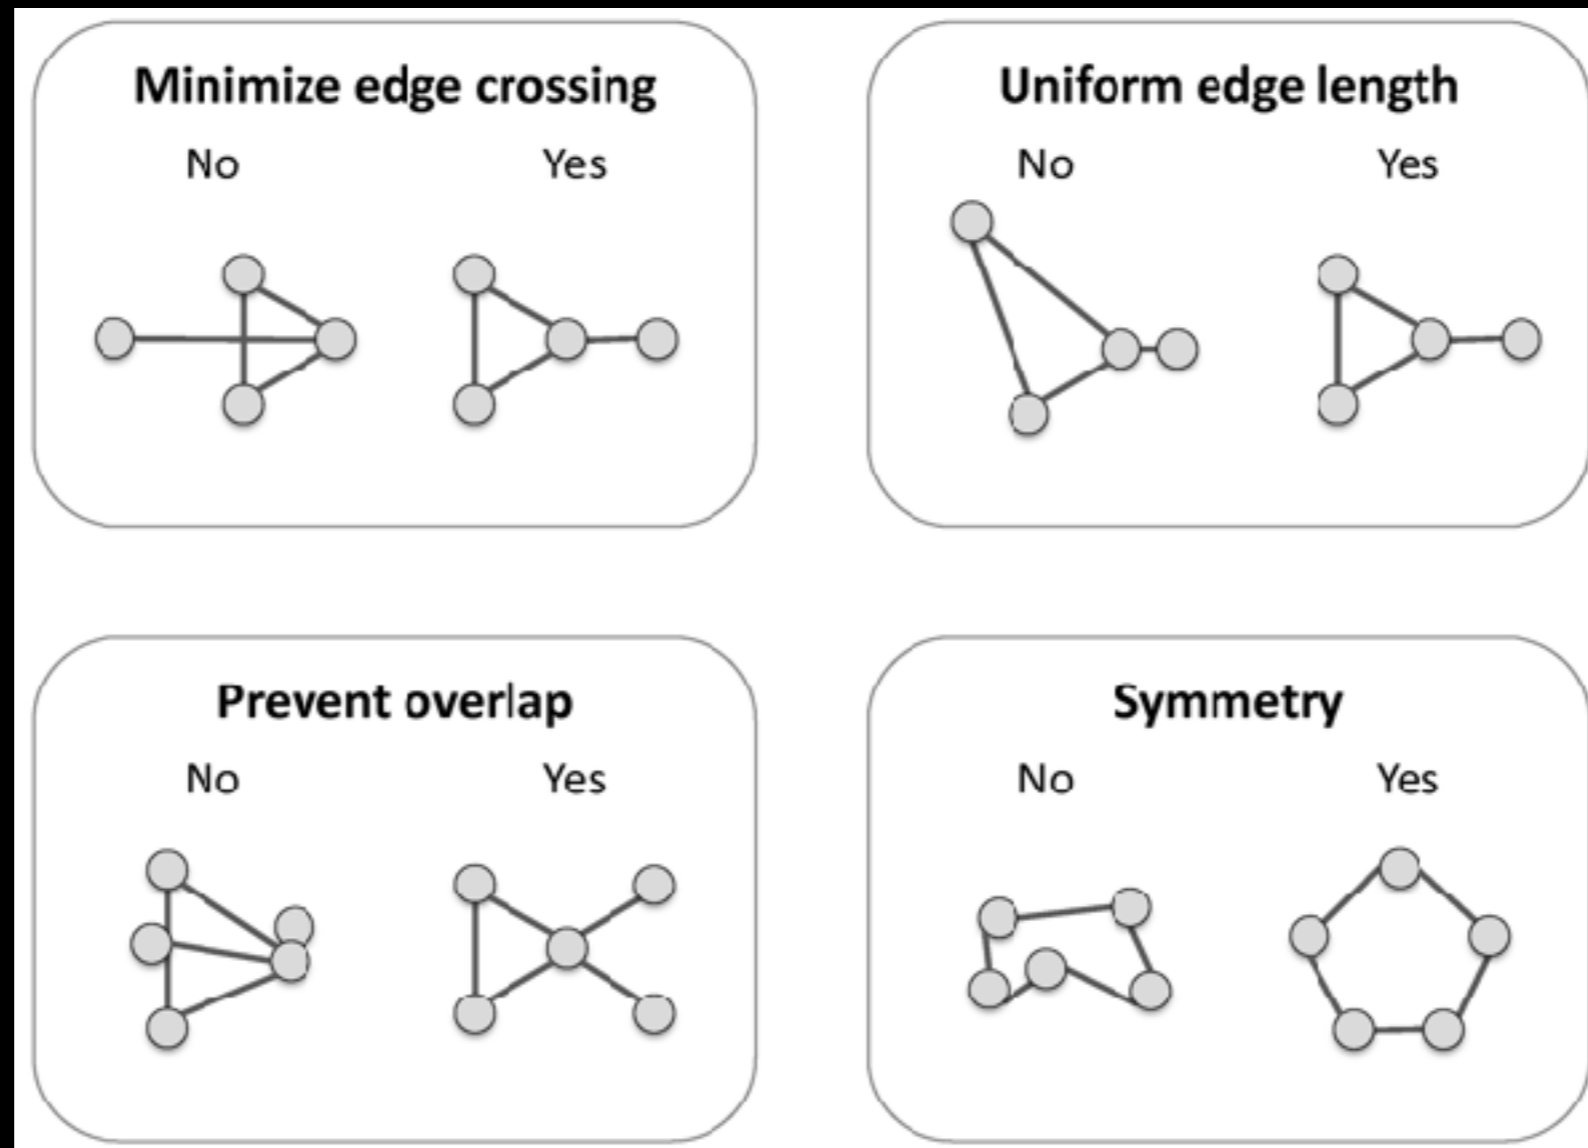 Minimize edge crossing
No Yes
Uniform edge length
No Yes
Prevent overlap
No Yes
Symmetry
No Yes